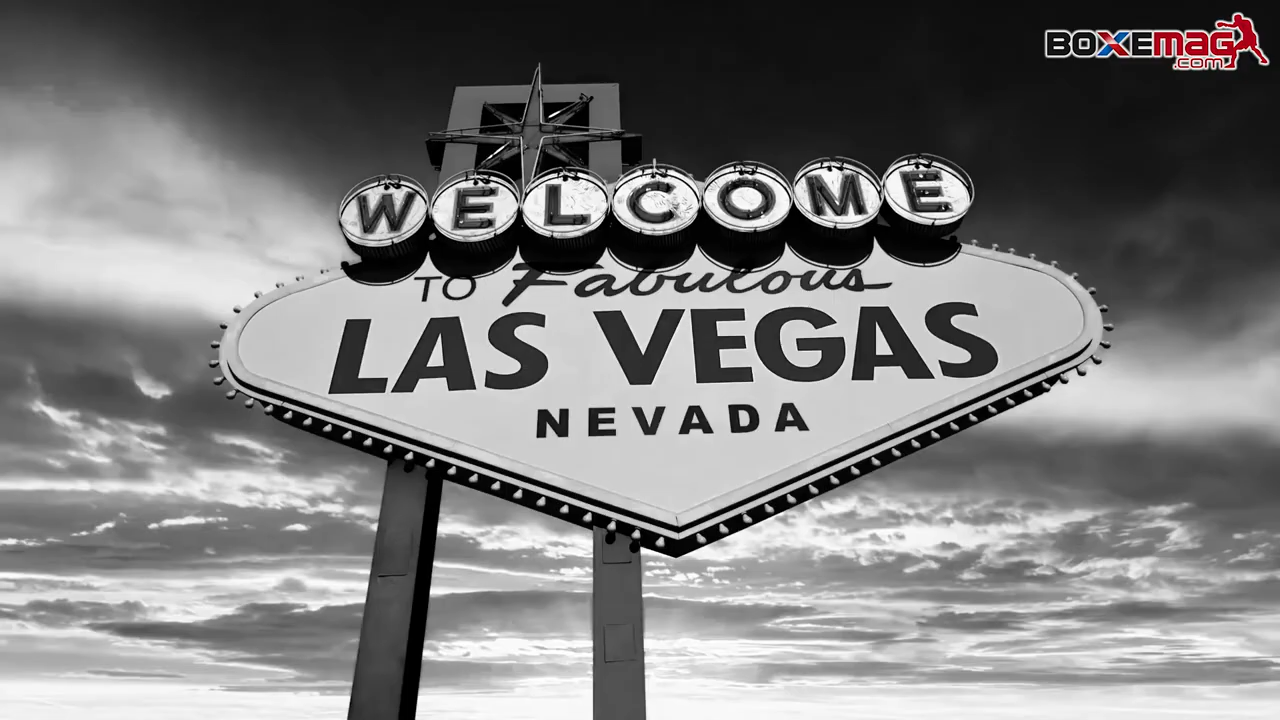 BOXEMAG
.com
WELCOME
TO Fabulous
LAS VEGAS
NEVADA